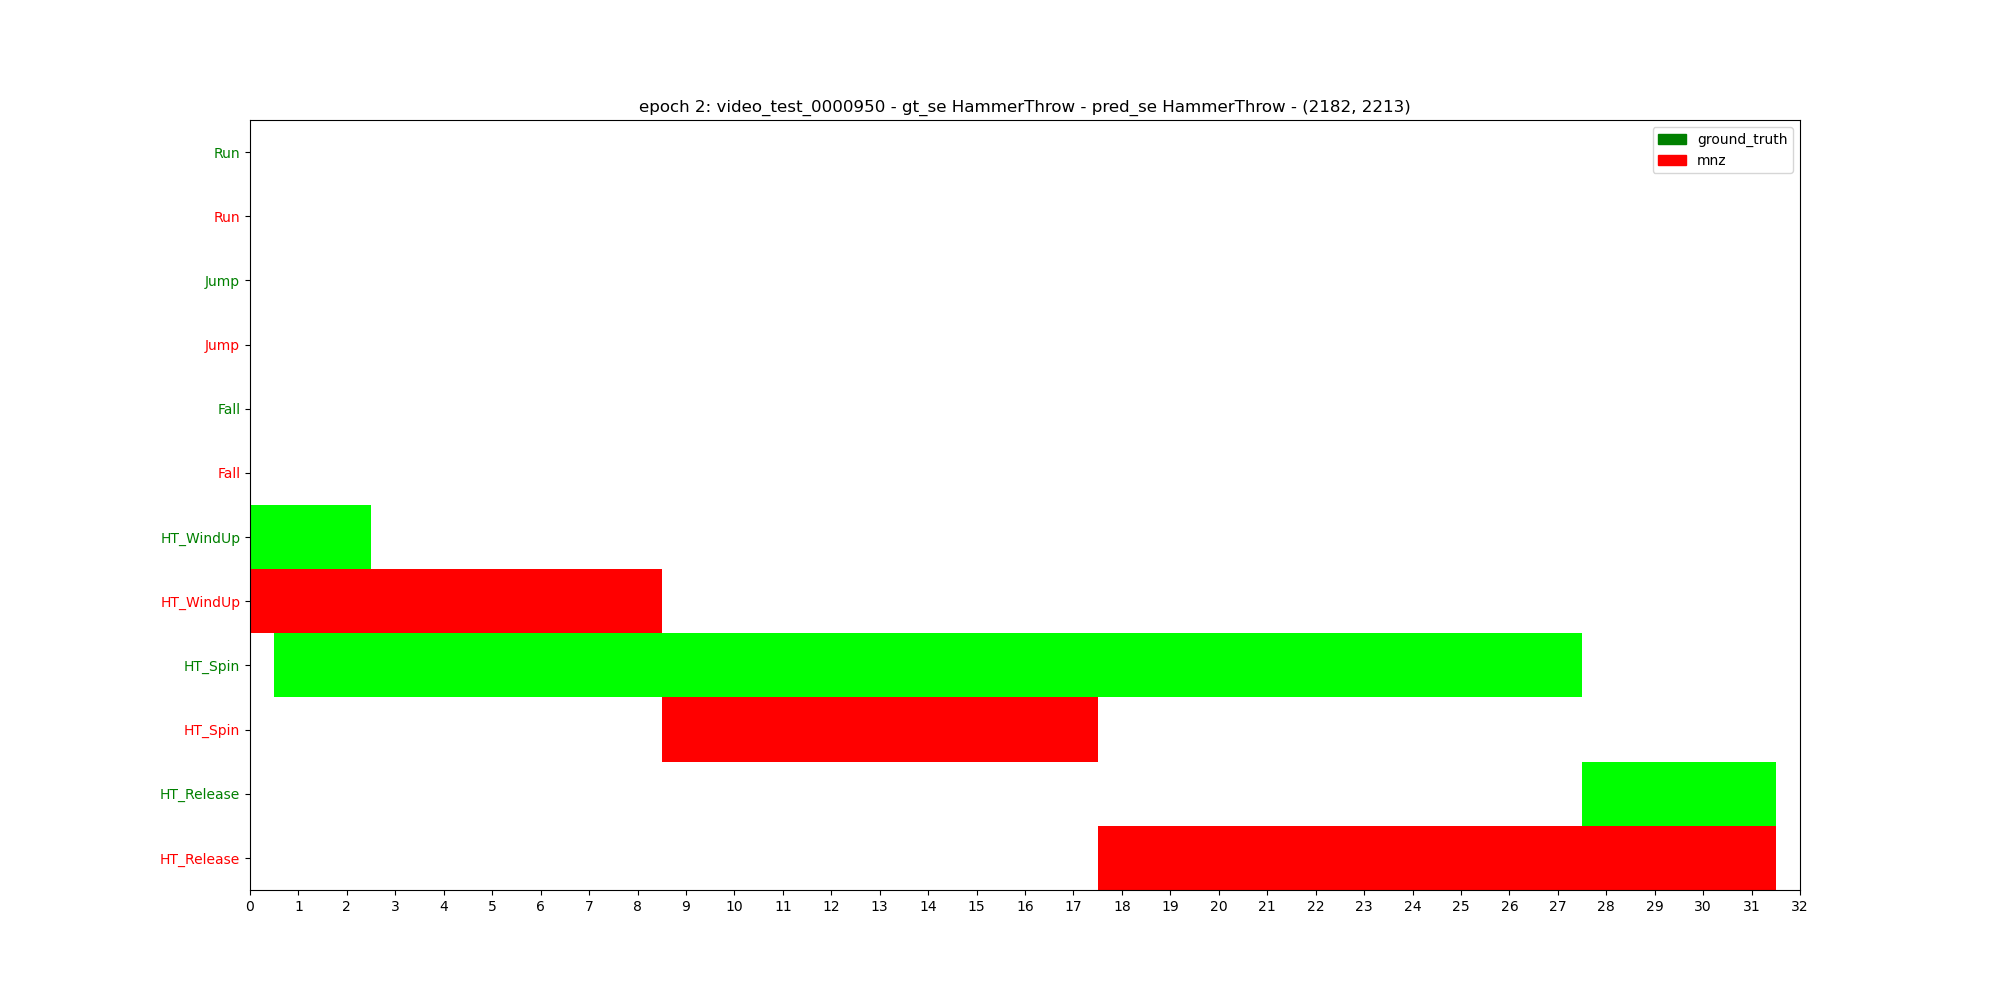 epoch 2: video_test_0000950 - gt_se HammerThrow - pred_se HammerThrow - (2182, 2213)
ground_truth
mnz
Run
Run
Jump
Jump
Fall
Fall
HT_WindUp
HT_WindUp
HT_Spin
HT_Spin
HT_Release
HT_Release
0 1 2 3 4 5 6 7 8 9 10 11 12 13 14 15 16 17 18 19 20 21 22 23 24 25 26 27 28 29 30 31 32